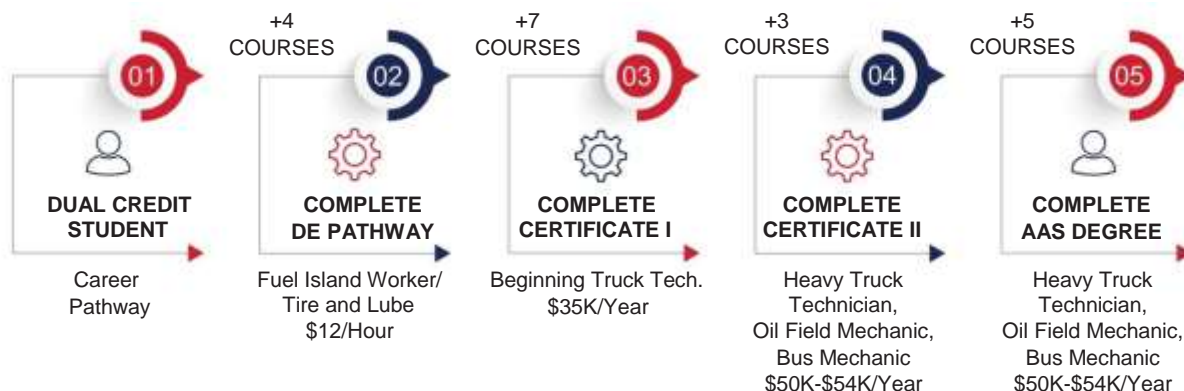 01
DUAL CREDIT
STUDENT
Career
Pathway
+4
COURSES
02
COMPLETE
DE PATHWAY
Fuel Island Worker/
Tire and Lube
$12/Hour
+7
COURSES
03
COMPLETE
CERTIFICATE I
Beginning Truck Tech.
$35K/Year
+3
COURSES
04
COMPLETE
CERTIFICATE II
Heavy Truck
Technician,
Oil Field Mechanic,
Bus Mechanic
$50K-$54K/Year
+5
COURSES
05
COMPLETE
AAS DEGREE
Heavy Truck
Technician,
Oil Field Mechanic,
Bus Mechanic
$50K-$54K/Year